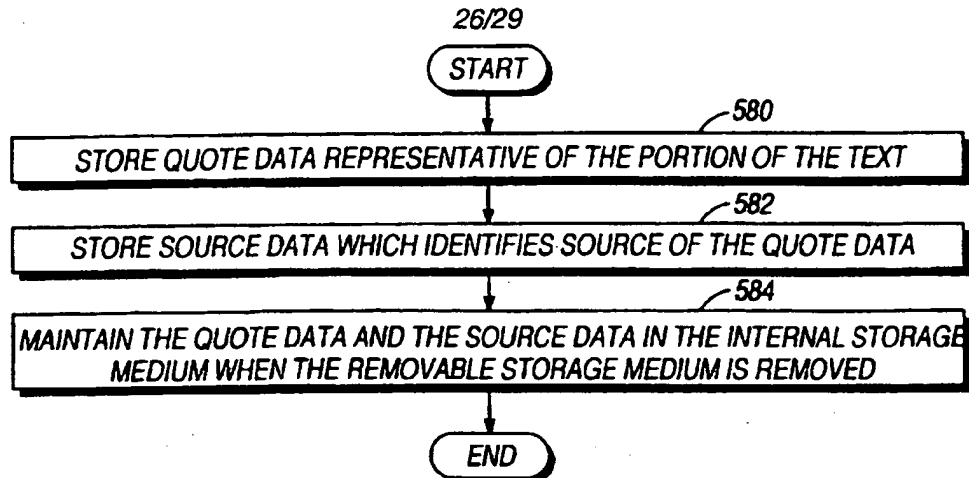 26/29
START
580
STORE QUOTE DATA REPRESENTATIVE OF THE PORTION OF THE TEXT
582
STORE SOURCE DATA WHICH IDENTIFIES SOURCE OF THE QUOTE DATA
584
MAINTAIN THE QUOTE DATA AND THE SOURCE DATA IN THE INTERNAL STORAGE
MEDIUM WHEN THE REMOVABLE STORAGE MEDIUM IS REMOVED
END